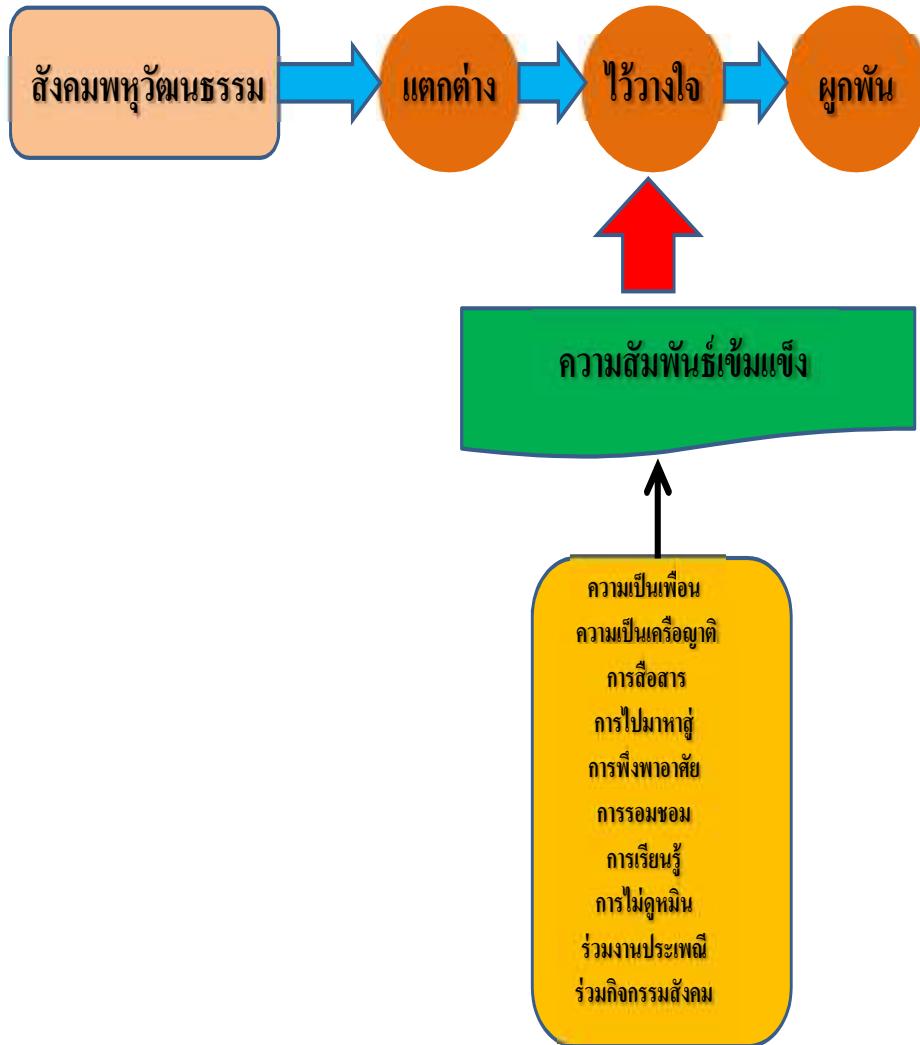 สังคมพหุวัฒนธรรม
แตกต่าง
ไว้วางใจ
ผูกพัน
ความสัมพันธ์เข้มแข็ง
ความเป็นเพื่อน
ความเป็นเครือญาติ
การสื่อสาร
การไปมาหาสู่
การพึ่งพาอาศัย
การรอมชอม
การเรียนรู้
การไม่ดูหมิ่น
ร่วมงานประเพณี
ร่วมกิจกรรมสังคม